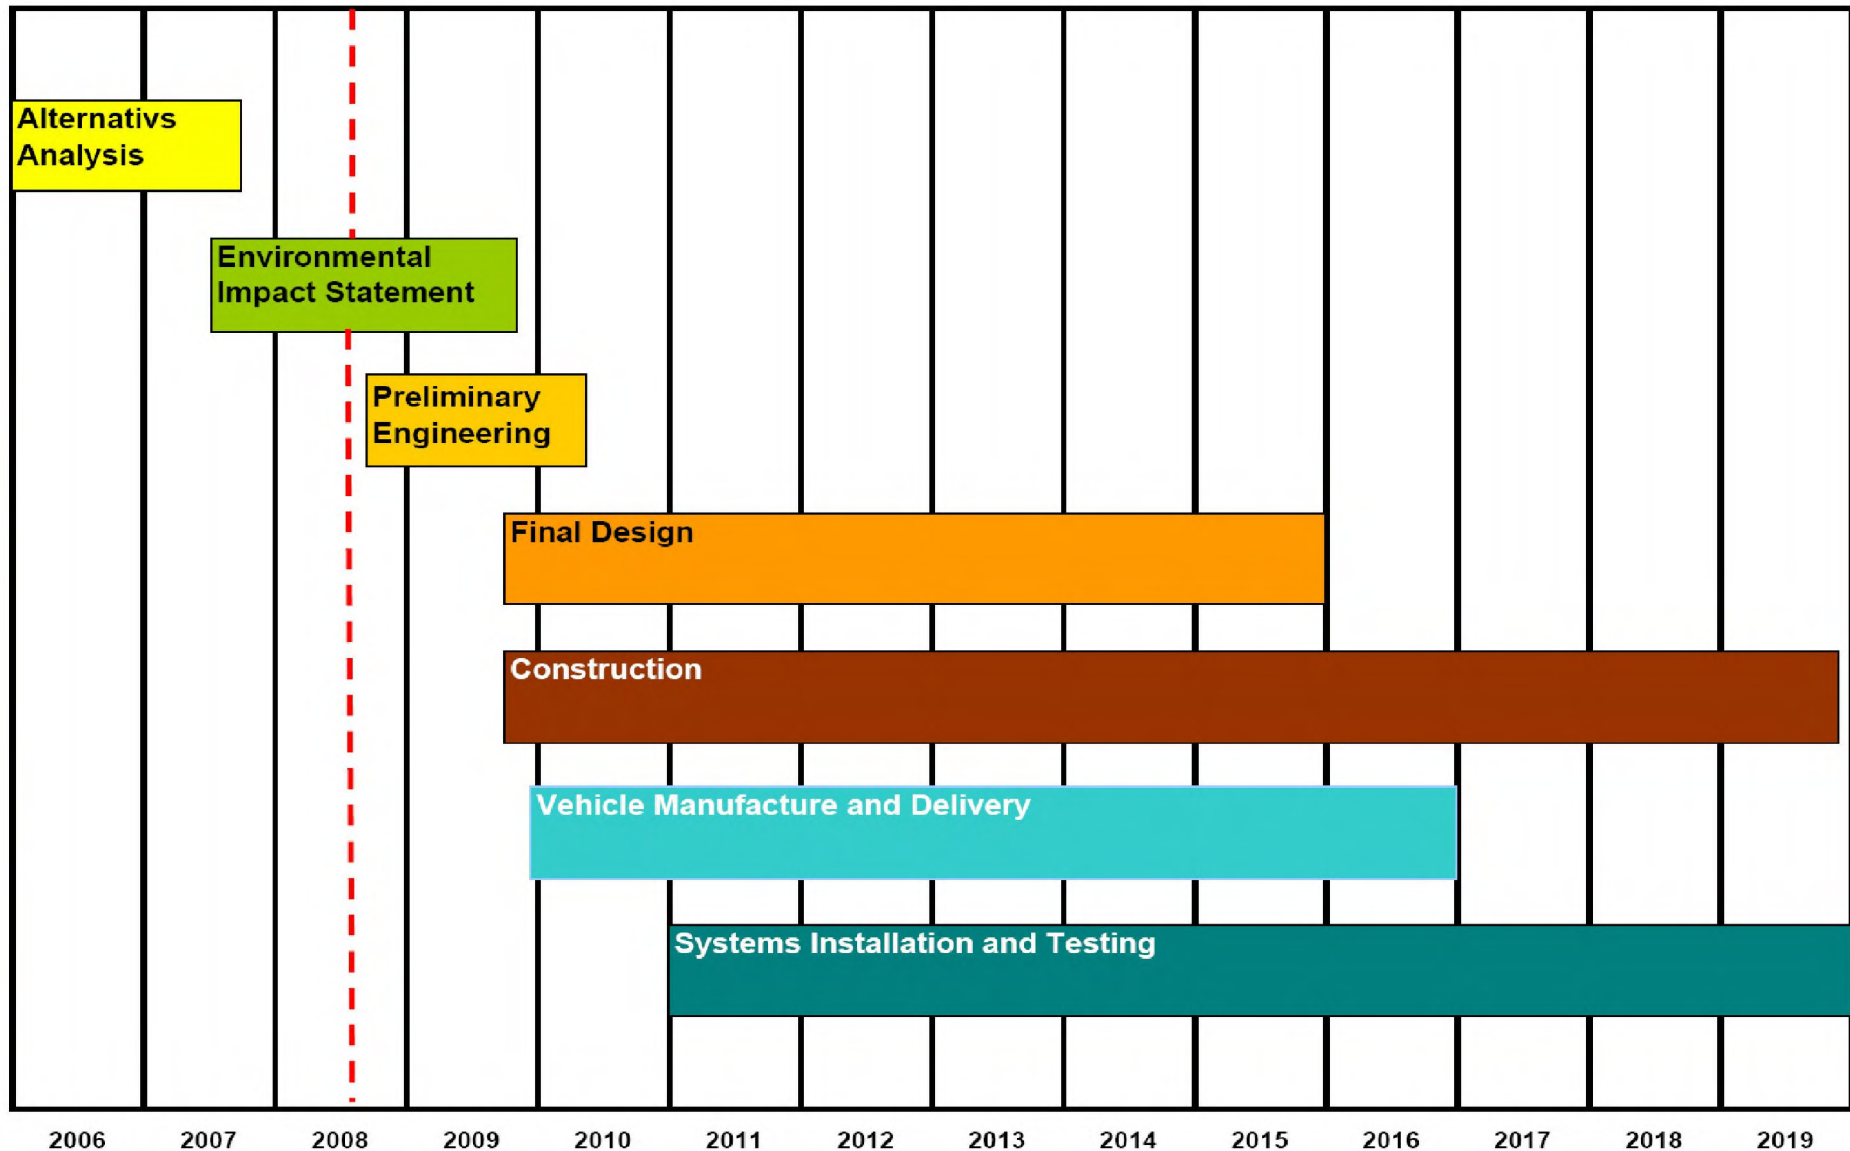 Alternativs
Analysis
Environmental
Impact Statement
Preliminary
Engineering
Final Design
Construction
Vehicle Manufacture and Delivery
Systems Installation and Testing
2006 2007 2008 2009 2010 2011 2012 2013 2014 2015 2016 2017 2018 2019